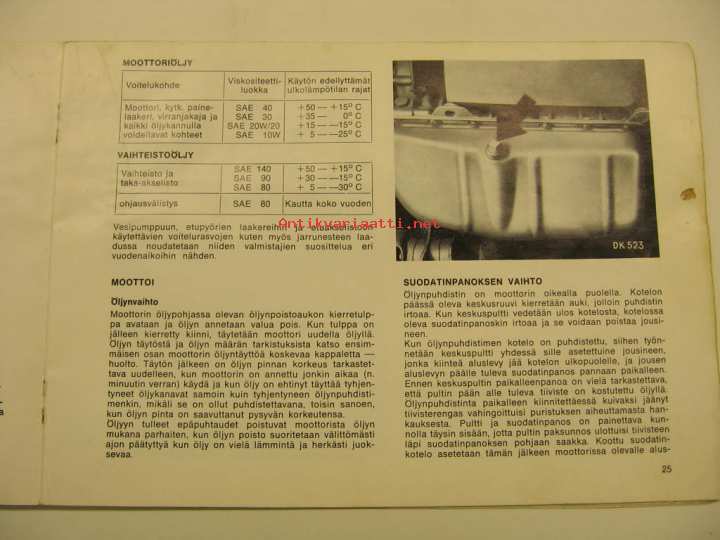 MOOTTORIÖLJY
Voitelukohde Viskositeetti-luokka Käytön edellyttämät ulkolämpötilan rajat
Moottori, kytk. paine- SAE 40 +50 — +15° C
laakeri, virranjakaja ja SAE 30 +35 — 0° C
kaikki öljykannulla SAE 20W/20 +15 — —15° C
voideltavat kohteet SAE 10W + 5 — —25° C
VAIHTEISTOÖLJY
Vaihteisto ja SAE 140 +50 — +15° C
taka-akselisto SAE 90 +30 — —15° C
SAE 80 + 5 — —30° C
ohjausvälistys SAE 80 Kautta koko vuoden
Antikvariaatti.net
Vesipumppuun, etupyörien laakereihin ja etuakselistoon
käytettävien voitelurasvojen kuten myös jarrunesteen laa-
dussa noudatetaan niiden valmistajien suosittelua eri
vuodenaikoihin nähden.
MOOTTOI
Öljynvaihto
Moottorin öljypohjassa olevan öljynpoistoaukon kierretulp-
pa avataan ja öljyn annetaan valua pois. Kun tulppa on
jälleen kierretty kiinni, täytetään moottori uudella öljyllä.
Öljyn täytöstä ja öljyn määrän tarkistuksista katso ensim-
mäisen osan moottorin öljyntäyttöä koskevaa kappaletta —
huolto. Täytön jälkeen on öljyn pinnan korkeus tarkastet-
tava uudelleen, kun moottorin on annettu jonkin aikaa (n.
minuutin verran) käydä ja kun öljy on ehtinyt täyttää tyhjen-
tyneet öljykanavat samoin kuin tyhjentyneen öljynpuhdisti-
menkin, mikäli se on ollut puhdistettavana, toisin sanoen,
kun öljyn pinta on saavuttanut pysyvän korkeutensa.
Öljyyn tulleet epäpuhtaudet poistuvat moottorista öljyn
mukana parhaiten, kun öljyn poisto suoritetaan välittömästi
ajon päätyttyä kun öljy on vielä lämmintä ja herkästi juok-
sevaa.
DK 523
SUODATINPANOKSEN VAIHTO
Öljynpuhdistin on moottorin oikealla puolella. Kotelon
päässä oleva keskusruuvi kierretään auki, jolloin puhdistin
irtoaa. Kun keskuspultti vedetään ulos kotelosta, kotelossa
oleva suodatinpanoskin irtoaa ja se voidaan poistaa jousi-
neen.
Kun öljynpuhdistimen kotelo on puhdistettu, siihen työn-
netään keskuspultti yhdessä sille asetettuine jousineen,
jonka kiinteä aluslevy jää kotelon ulkopuolelle, ja jousen
aluslevyn päälle tuleva suodatinpanos pannaan paikalleen.
Ennen keskuspultin paikalleenpanoa on vielä tarkastettava,
että pultin pään alle tuleva tiiviste on kostutettu öljyllä.
Öljynpuhdistinta paikalleen kiinnitettäessä kuivaksi jäänyt
tiivisterengas vahingoittuisi puristuksen aiheuttamasta han-
kauksesta. Pultti ja suodatinpanos on painettava kun-
nolla täysin sisään, jotta pultin paksunnos ulottuisi tiivisteen
läpi suodatinpanoksen pohjaan saakka. Koottu suodatin-
kotelo asetetaan tämän jälkeen moottorissa olevalle alus-
25